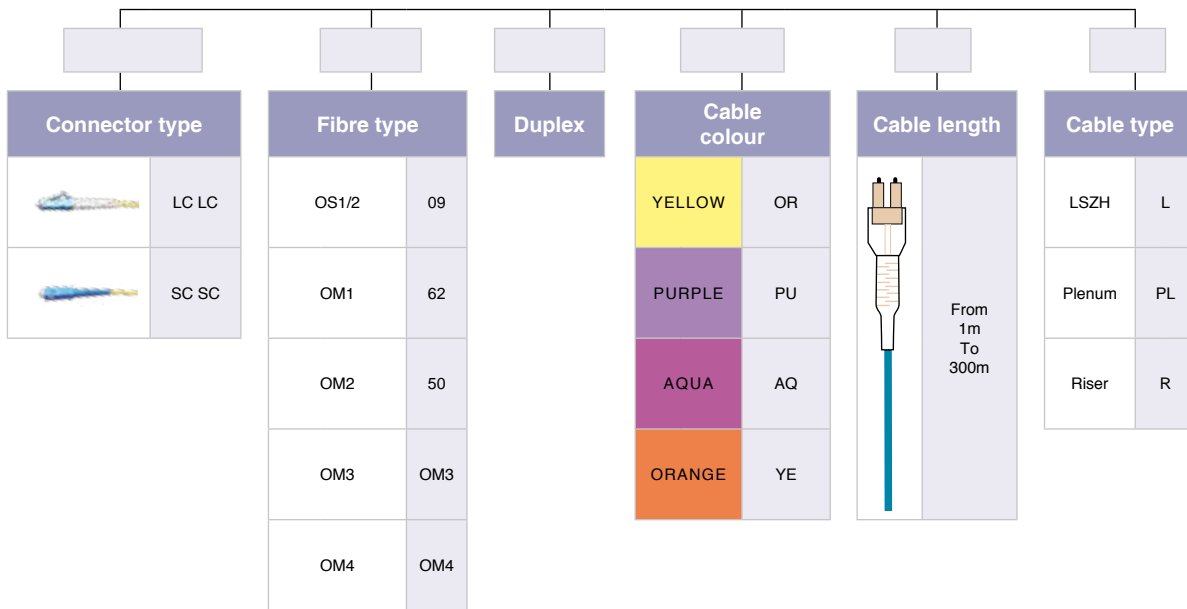 Connector type
LC LC
SC SC
Fibre type
OS1/2 09
OM1 62
OM2 50
OM3 OM3
OM4 OM4
Duplex
Cable
colour
YELLOW OR
PURPLE PU
AQUA AQ
ORANGE YE
Cable length
From
1m
To
300m
Cable type
LSZH L
Plenum PL
Riser R